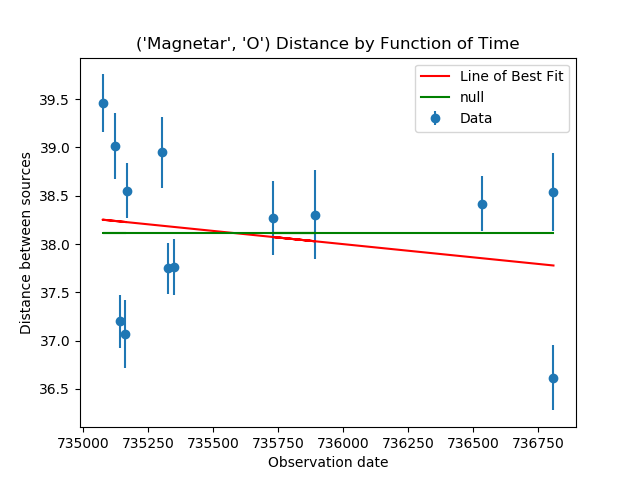 ('Magnetar', 'O') Distance by Function of Time
Distance between sources
39.5
39.0
38.5
38.0
37.5
37.0
36.5
Line of Best Fit
null
Data
735000 735250 735500 735750 736000 736250 736500 736750
Observation date